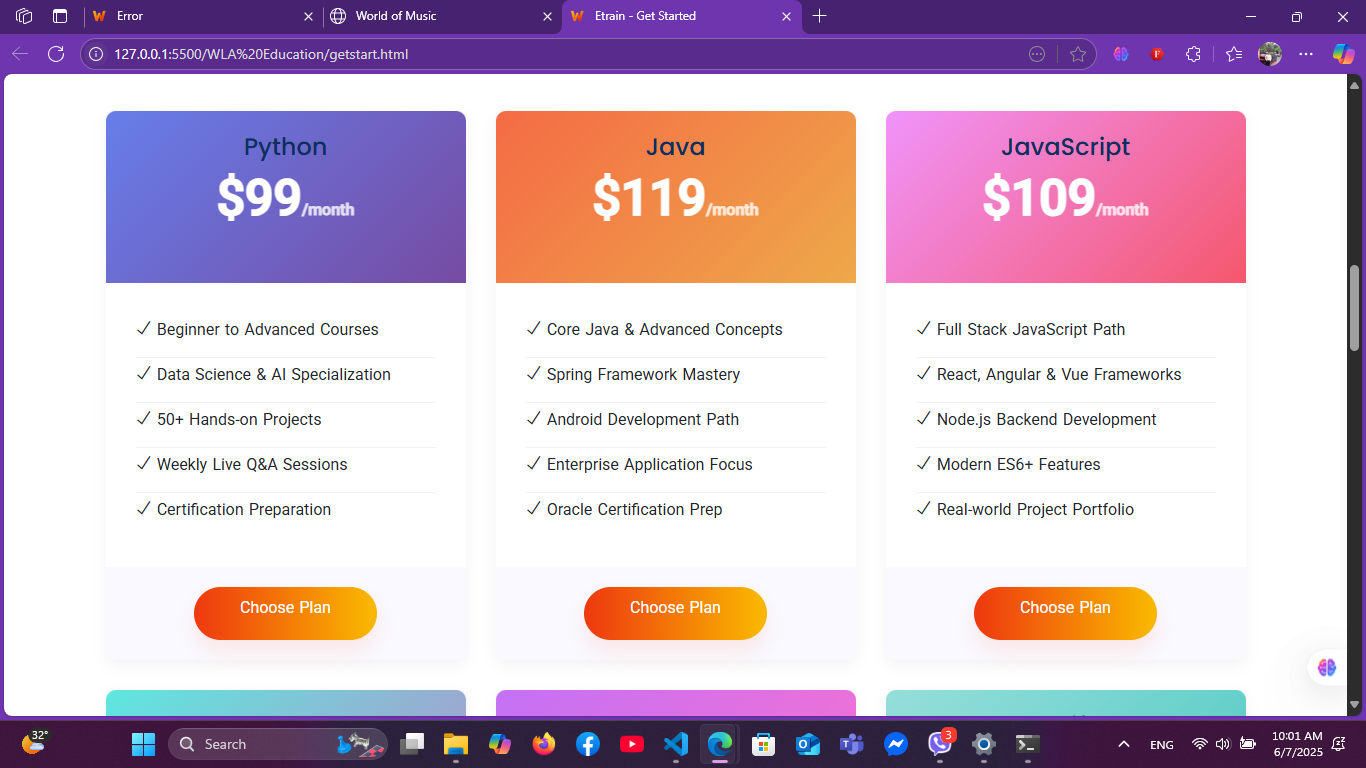 Error
World of Music
Etrain - Get Started
127.0.0.1:5500/WLA%20Education/getstart.html
Python
$99/month
Beginner to Advanced Courses
Data Science & AI Specialization
50+ Hands-on Projects
Weekly Live Q&A Sessions
Certification Preparation
Choose Plan
Java
$119/month
Core Java & Advanced Concepts
Spring Framework Mastery
Android Development Path
Enterprise Application Focus
Oracle Certification Prep
Choose Plan
JavaScript
$109/month
Full Stack JavaScript Path
React, Angular & Vue Frameworks
Node.js Backend Development
Modern ES6+ Features
Real-world Project Portfolio
Choose Plan
32°
Search
3
ENG
10:01 AM
6/7/2025